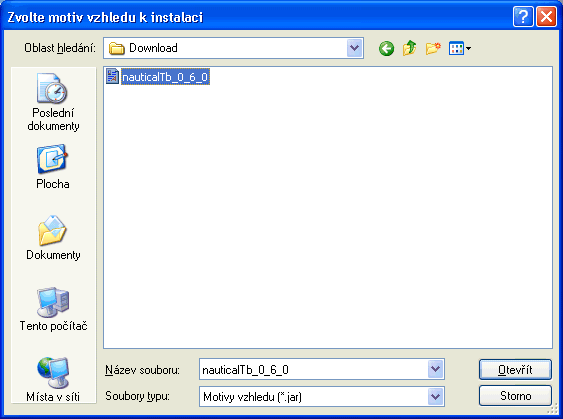 Zvolte motiv vzhledu k instalaci
Oblast hledání: Download
nauticalTb_0_6_0
Poslední
dokumenty
Plocha
Dokumenty
Tento počítač
Místa v síti
Název souboru: nauticalTb_0_6_0 Otevřít
Soubory typu: Motivy vzhledu (*.jar) Storno